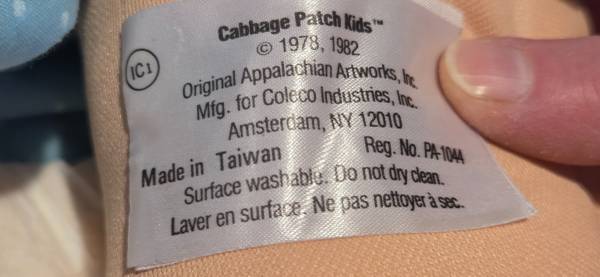 Cabbage Patch Kids™
© 1978, 1982
IC1
Original Appalachian Artworks, Inc.
Mfg. for Coleco Industries, Inc.
Amsterdam, NY 12010
Made in Taiwan Reg. No. PA-1044
Surface washable. Do not dry clean.
Laver en surface. Ne pas nettoyer à sec.